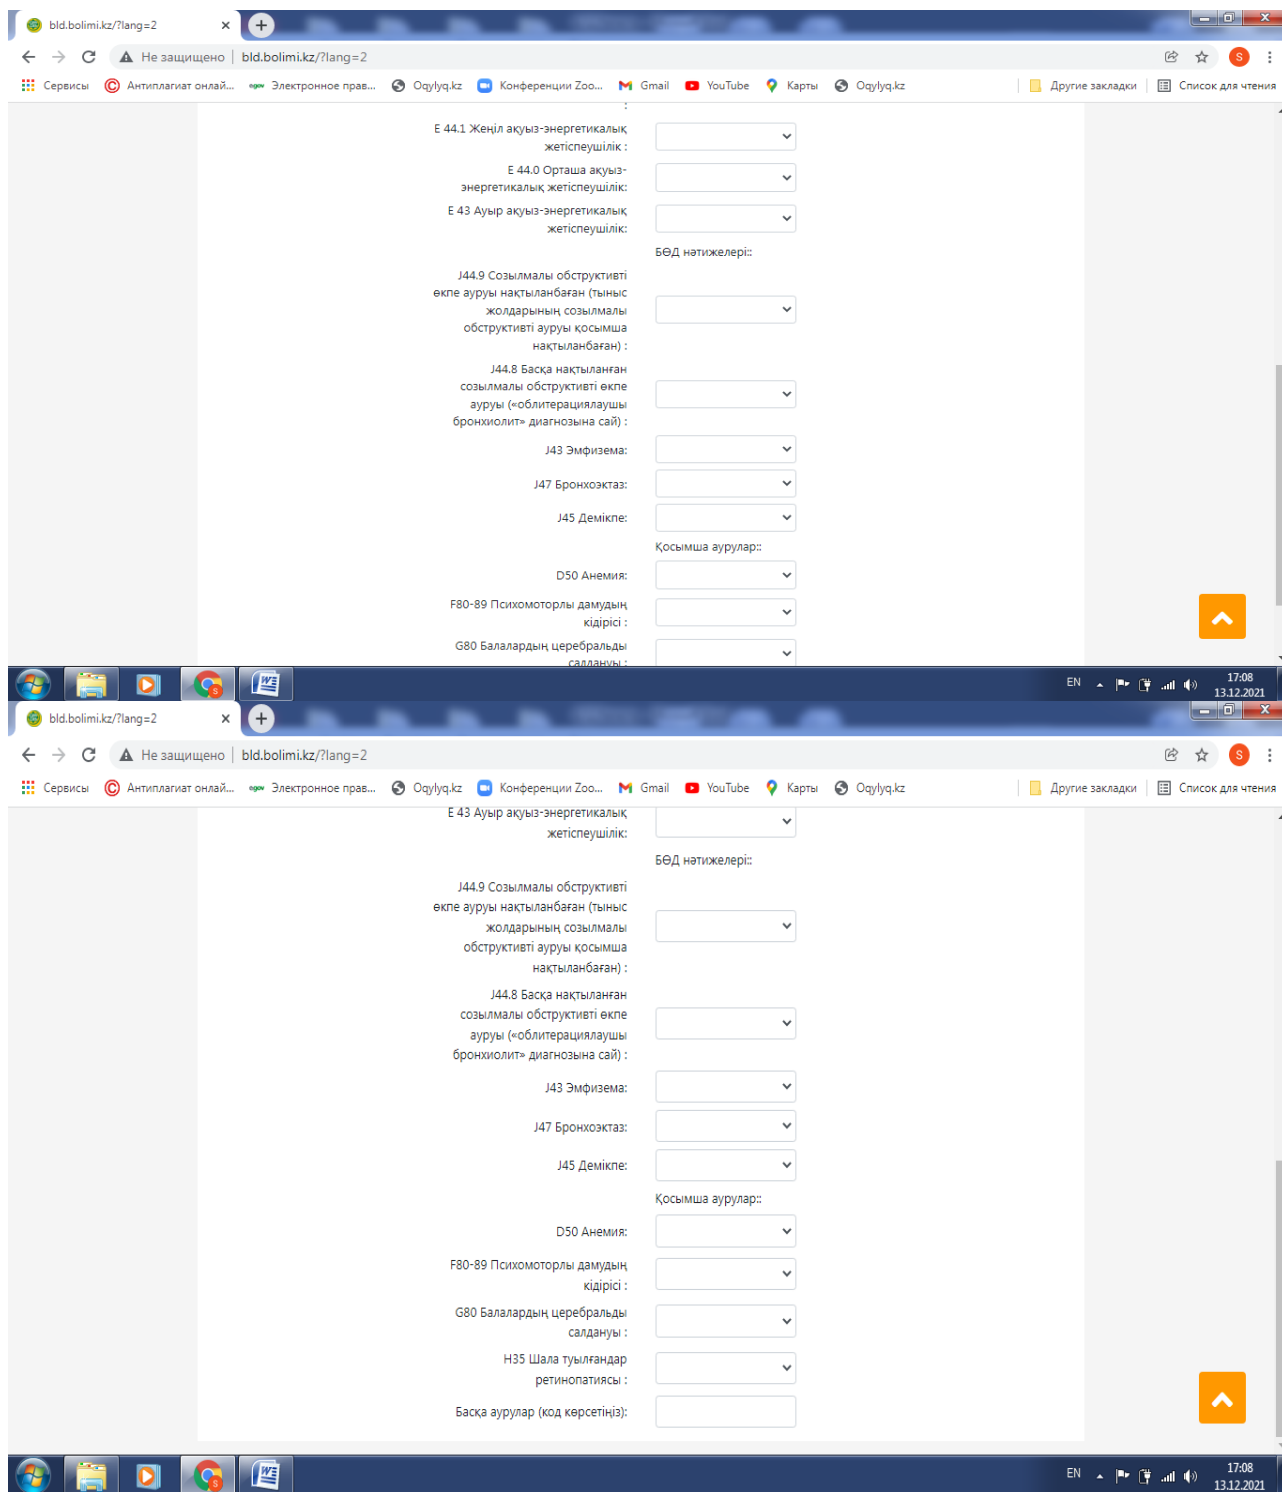 bld.bolimi.kz/?lang=2
Не защищено | bld.bolimi.kz/?lang=2
Сервисы Антиплагиат онлай... Электронное прав... Oqylyq.kz Конференции Zoo... Gmail YouTube Карты Oqylyq.kz Другие закладки Список для чтения
:
E 44.1 Жеңіл ақуыз-энергетикалық
жетіспеушілік :
E 44.0 Орташа ақуыз-
энергетикалық жетіспеушілік:
E 43 Ауыр ақуыз-энергетикалық
жетіспеушілік:
БӨД нәтижелері::
J44.9 Созылмалы обструктивті
өкпе ауруы нақтыланбаған (тыныс
жолдарының созылмалы
обструктивті ауруы қосымша
нақтыланбаған) :
J44.8 Басқа нақтыланған
созылмалы обструктивті өкпе
ауруы («облитерациялаушы
бронхиолит» диагнозына сай) :
J43 Эмфизема:
J47 Бронхоэктаз:
J45 Демікпе:
Қосымша аурулар::
D50 Анемия:
F80-89 Психомоторлы дамудың
кідірісі :
G80 Балалардың церебральды
салдануы :
EN 17:08
13.12.2021
bld.bolimi.kz/?lang=2
Не защищено | bld.bolimi.kz/?lang=2
Сервисы Антиплагиат онлай... Электронное прав... Oqylyq.kz Конференции Zoo... Gmail YouTube Карты Oqylyq.kz Другие закладки Список для чтения
E 43 Ауыр ақуыз-энергетикалық
жетіспеушілік:
БӨД нәтижелері::
J44.9 Созылмалы обструктивті
өкпе ауруы нақтыланбаған (тыныс
жолдарының созылмалы
обструктивті ауруы қосымша
нақтыланбаған) :
J44.8 Басқа нақтыланған
созылмалы обструктивті өкпе
ауруы («облитерациялаушы
бронхиолит» диагнозына сай) :
J43 Эмфизема:
J47 Бронхоэктаз:
J45 Демікпе:
Қосымша аурулар::
D50 Анемия:
F80-89 Психомоторлы дамудың
кідірісі :
G80 Балалардың церебральды
салдануы :
H35 Шала туылғандар
ретинопатиясы :
Басқа аурулар (код көрсетіңіз):
EN 17:08
13.12.2021